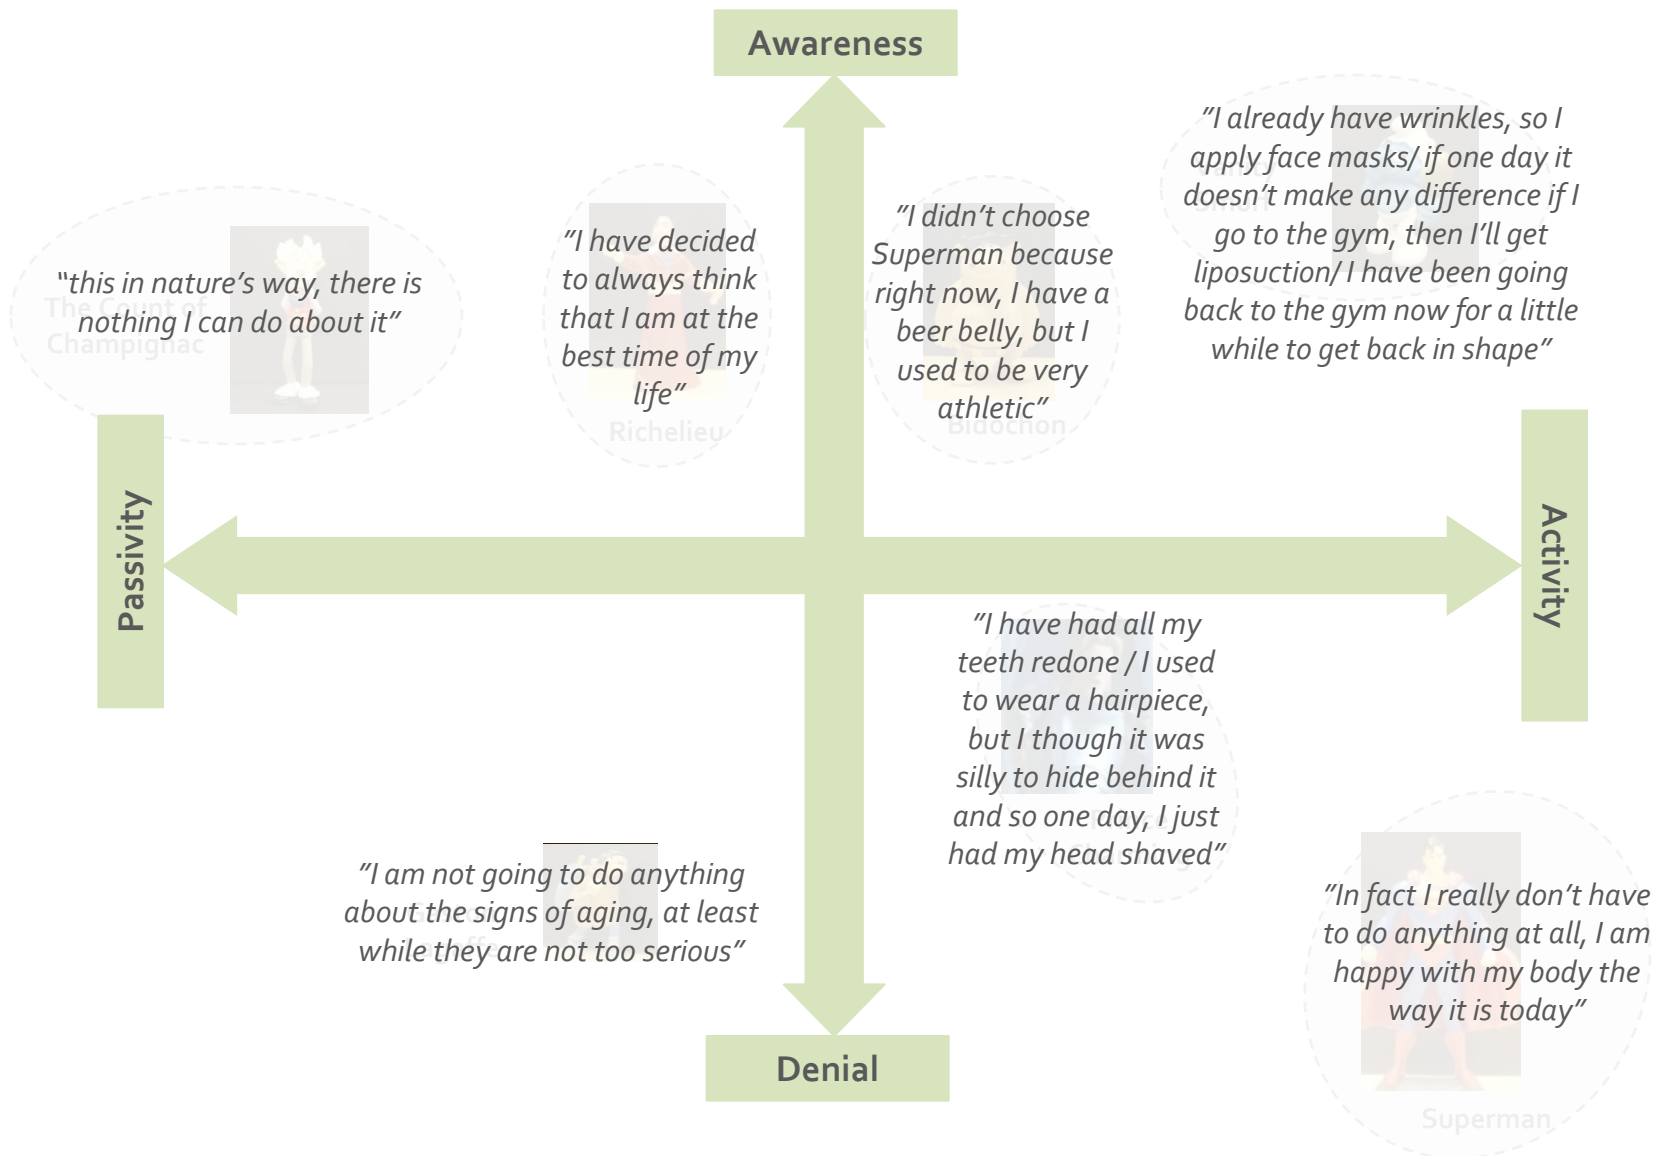 Awareness
”I already have wrinkles, so I
apply face masks/ if one day it
doesn’t make any difference if I
go to the gym, then I’ll get
liposuction/ I have been going
back to the gym now for a little
while to get back in shape”
”I didn’t choose
Superman because
right now, I have a
beer belly, but I
used to be very
athletic”
Bidochon
”I have decided
to always think
that I am at the
best time of my
life”
Richelieu
“this in nature’s way, there is
nothing I can do about it”
The Count of
Champignac
Passivity
Activity
”I have had all my
teeth redone / I used
to wear a hairpiece,
but I though it was
silly to hide behind it
and so one day, I just
had my head shaved”
”I am not going to do anything
about the signs of aging, at least
while they are not too serious”
”In fact I really don’t have
to do anything at all, I am
happy with my body the
way it is today”
Superman
Denial